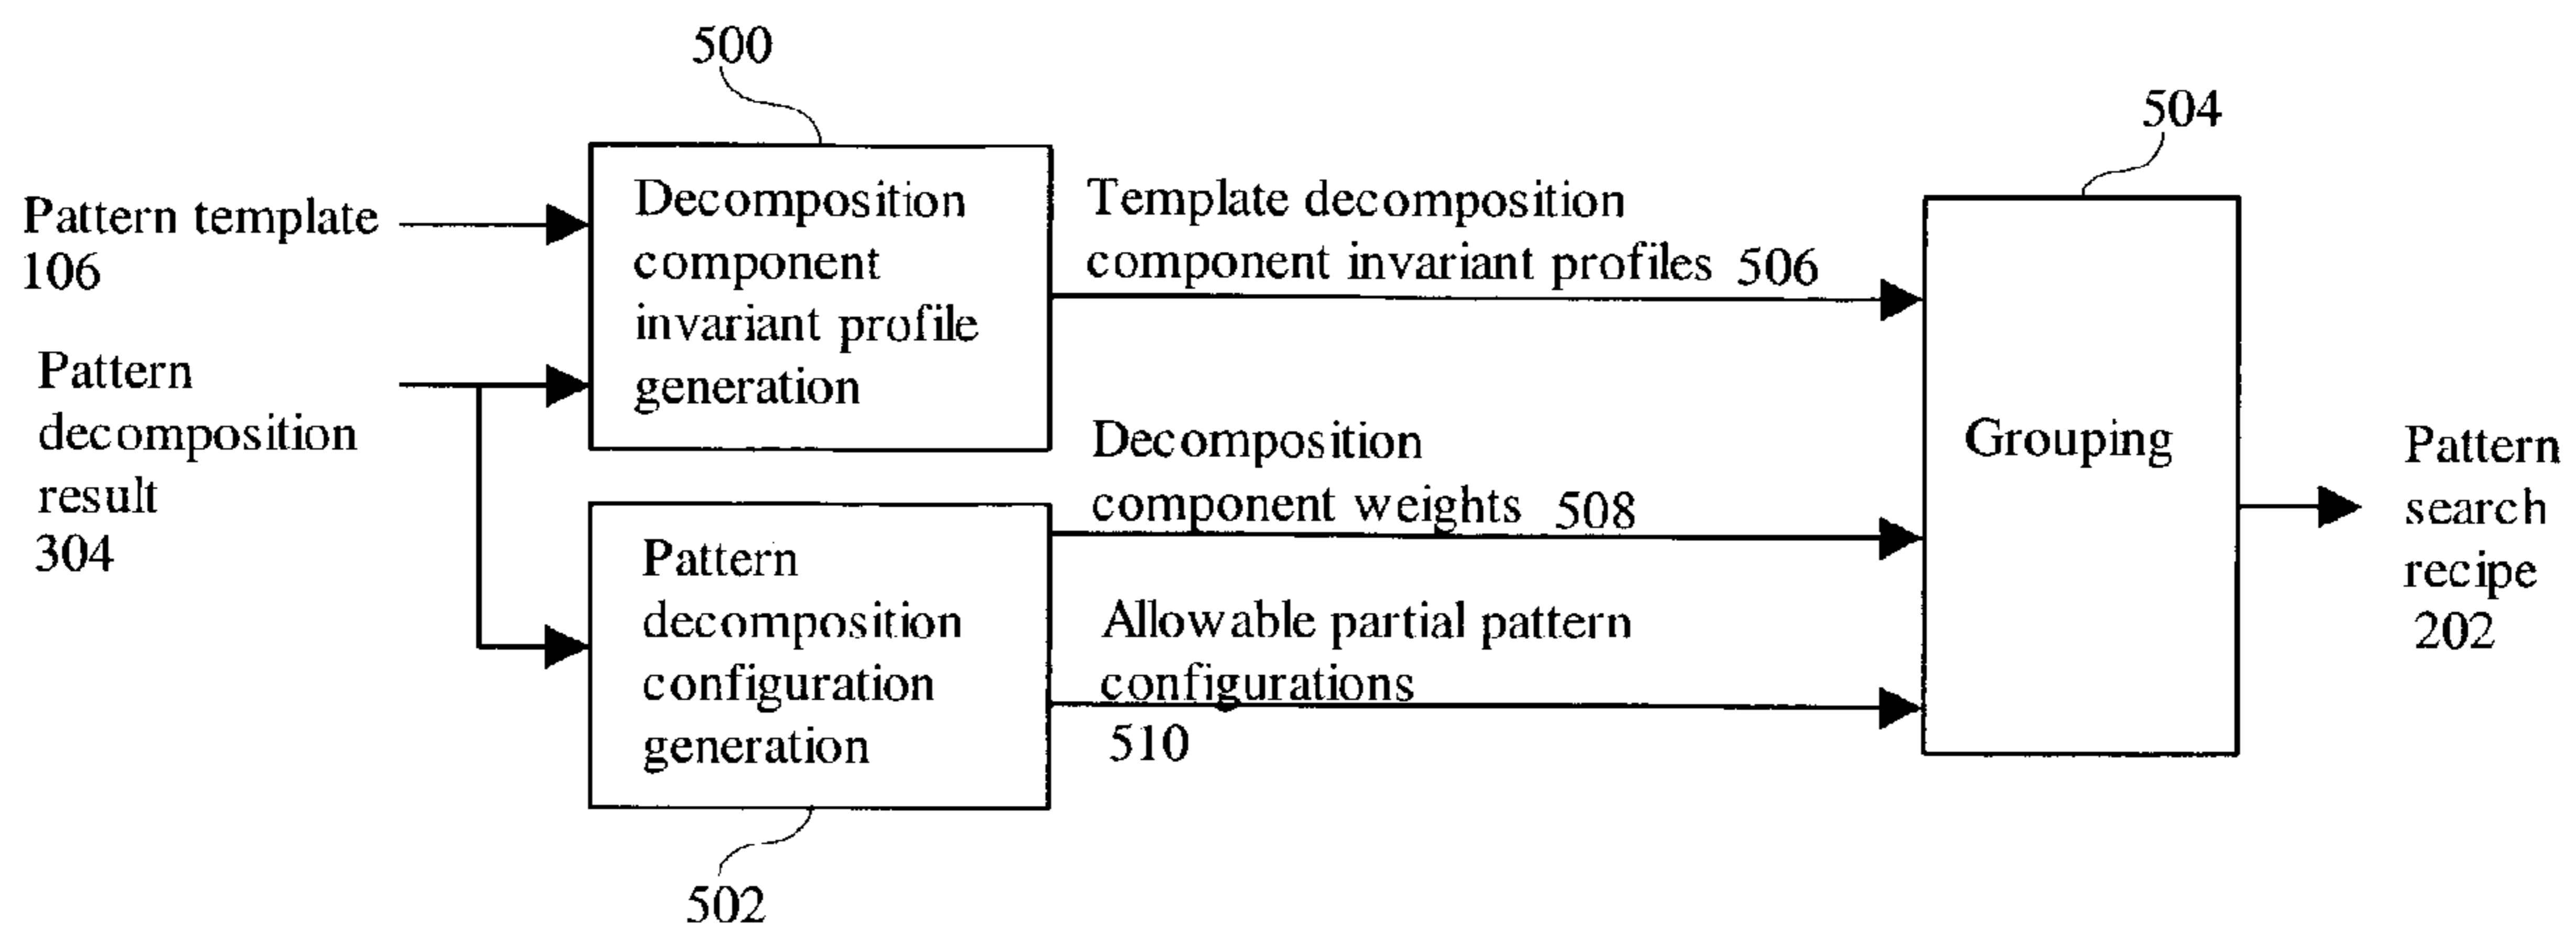 500
504
Pattern template
106
Pattern
decomposition
result
304
Decomposition
component
invariant profile
generation
Template decomposition
component invariant profiles 506
Decomposition
component weights 508
Pattern
decomposition
configuration
generation
Allowable partial pattern
configurations
510
Grouping
Pattern
search
recipe
202
502